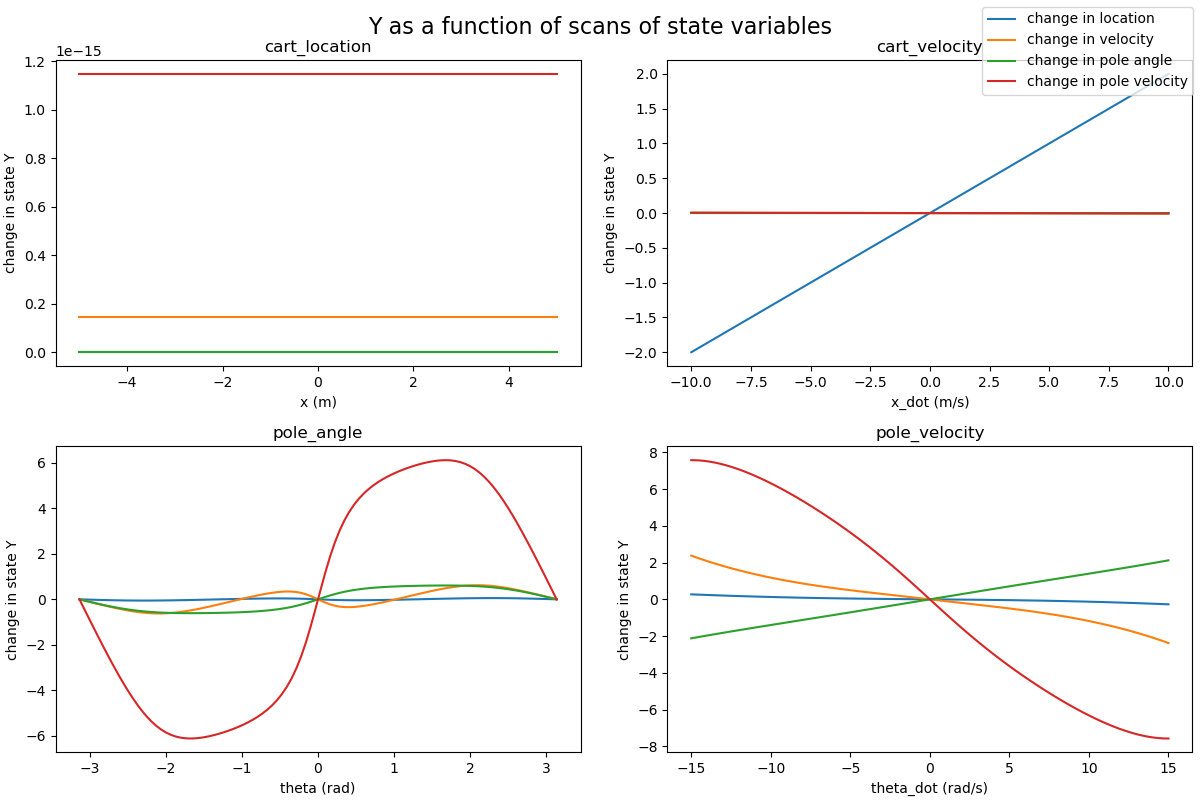 Y as a function of scans of state variables
change in location
change in velocity
change in pole angle
change in pole velocity
cart_location
1e−15
1.2
1.0
0.8
0.6
0.4
0.2
0.0
change in state Y
−4 −2 0 2 4
x (m)
cart_velocity
2.0
1.5
1.0
0.5
0.0
−0.5
−1.0
−1.5
−2.0
change in state Y
−10.0 −7.5 −5.0 −2.5 0.0 2.5 5.0 7.5 10.0
x_dot (m/s)
pole_angle
6
4
2
0
−2
−4
−6
change in state Y
−3 −2 −1 0 1 2 3
theta (rad)
pole_velocity
8
6
4
2
0
−2
−4
−6
−8
change in state Y
−15 −10 −5 0 5 10 15
theta_dot (rad/s)